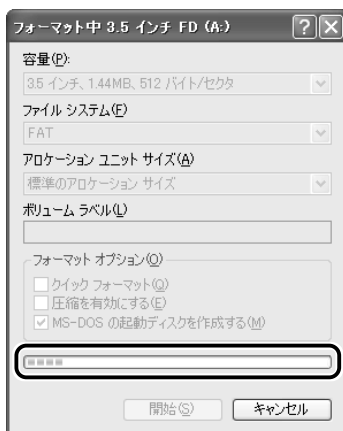 フォーマット中 3.5 インチ FD (A:)
容量(P):
3.5 インチ、1.44MB、512 バイト/セクタ
ファイル システム(F)
FAT
アロケーション ユニット サイズ(A)
標準のアロケーション サイズ
ボリューム ラベル(L)
フォーマット オプション(O)
クイック フォーマット(Q)
圧縮を有効にする(E)
MS-DOS の起動ディスクを作成する(M)
開始(S) キャンセル